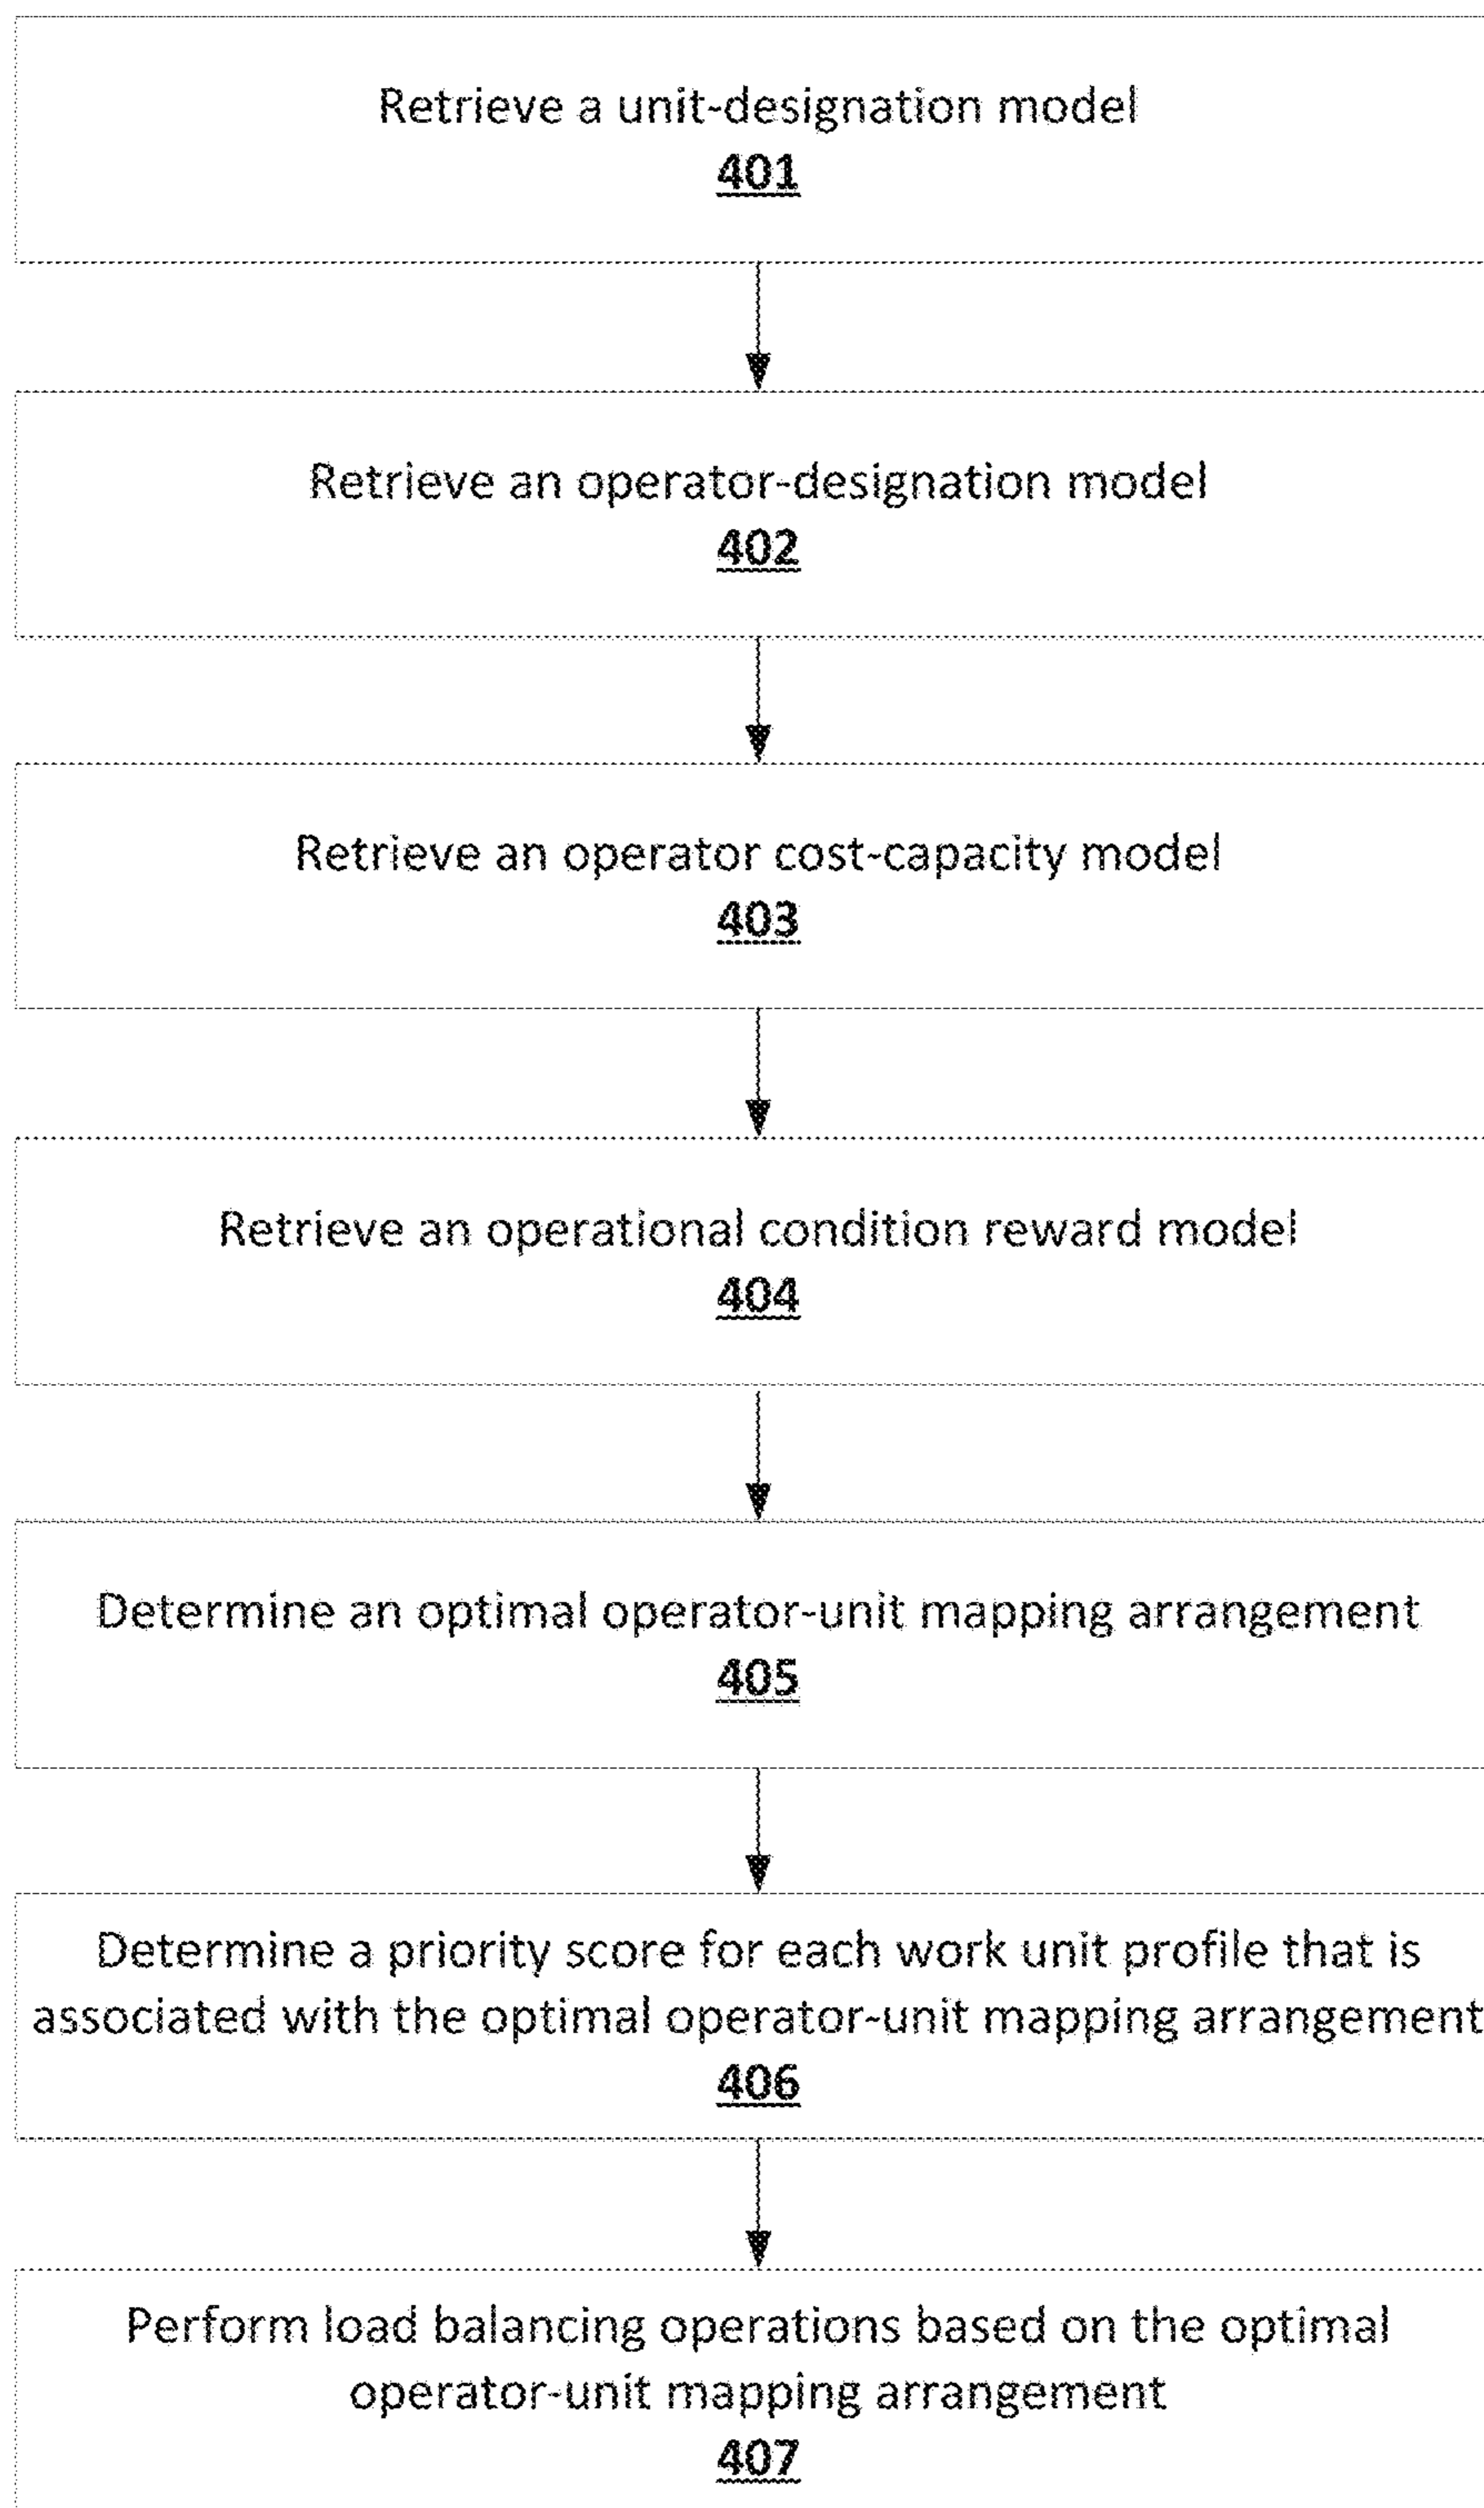 Retrieve a unit-designation model
401
Retrieve an operator-designation model
402
Retrieve an operator cost-capacity model
403
Retrieve an operational condition reward model
404
Determine an optimal operator-unit mapping arrangement
405
Determine a priority score for each work unit profile that is
associated with the optimal operator-unit mapping arrangement
406
Perform load balancing operations based on the optimal
operator-unit mapping arrangement
407